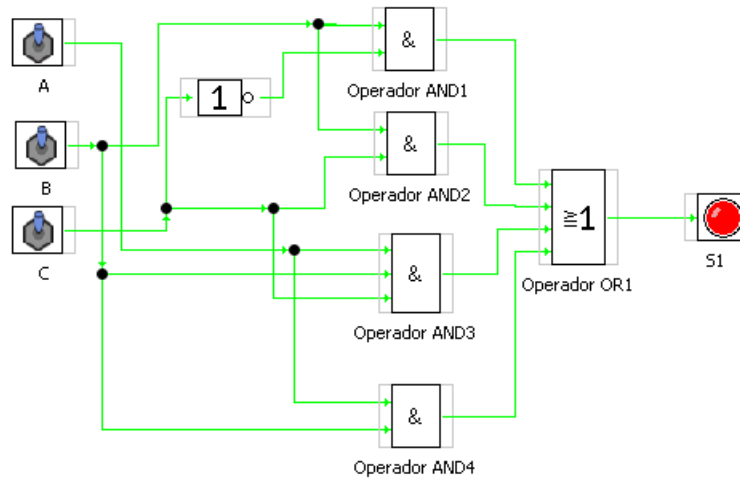 A
B
C
1
&
Operador AND1
&
Operador AND2
&
Operador AND3
&
Operador AND4
≧1
Operador OR1
S1